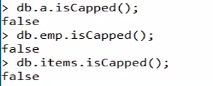 > db.a.isCapped();
false
> db.emp.isCapped();
false
> db.items.isCapped();
false